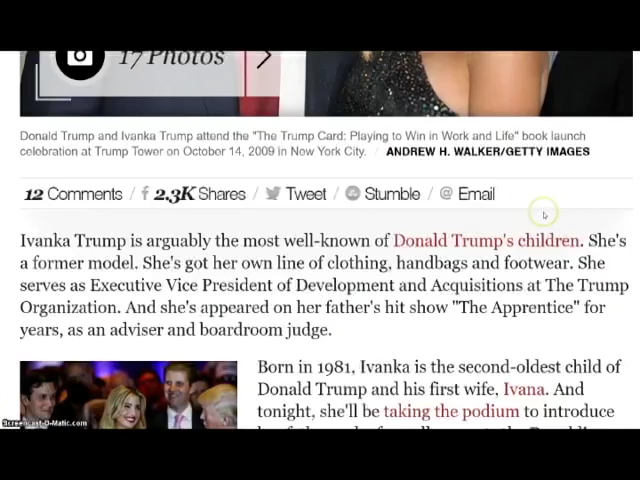 17 Photos
Donald Trump and Ivanka Trump attend the "The Trump Card: Playing to Win in Work and Life" book launch
celebration at Trump Tower on October 14, 2009 in New York City. / ANDREW H. WALKER/GETTY IMAGES
12 Comments / 2.3K Shares / Tweet / Stumble / @ Email
Ivanka Trump is arguably the most well-known of Donald Trump's children. She's
a former model. She's got her own line of clothing, handbags and footwear. She
serves as Executive Vice President of Development and Acquisitions at The Trump
Organization. And she's appeared on her father's hit show "The Apprentice" for
years, as an adviser and boardroom judge.
Born in 1981, Ivanka is the second-oldest child of
Donald Trump and his first wife, Ivana. And
tonight, she'll be taking the podium to introduce
Screencast-O-Matic.com